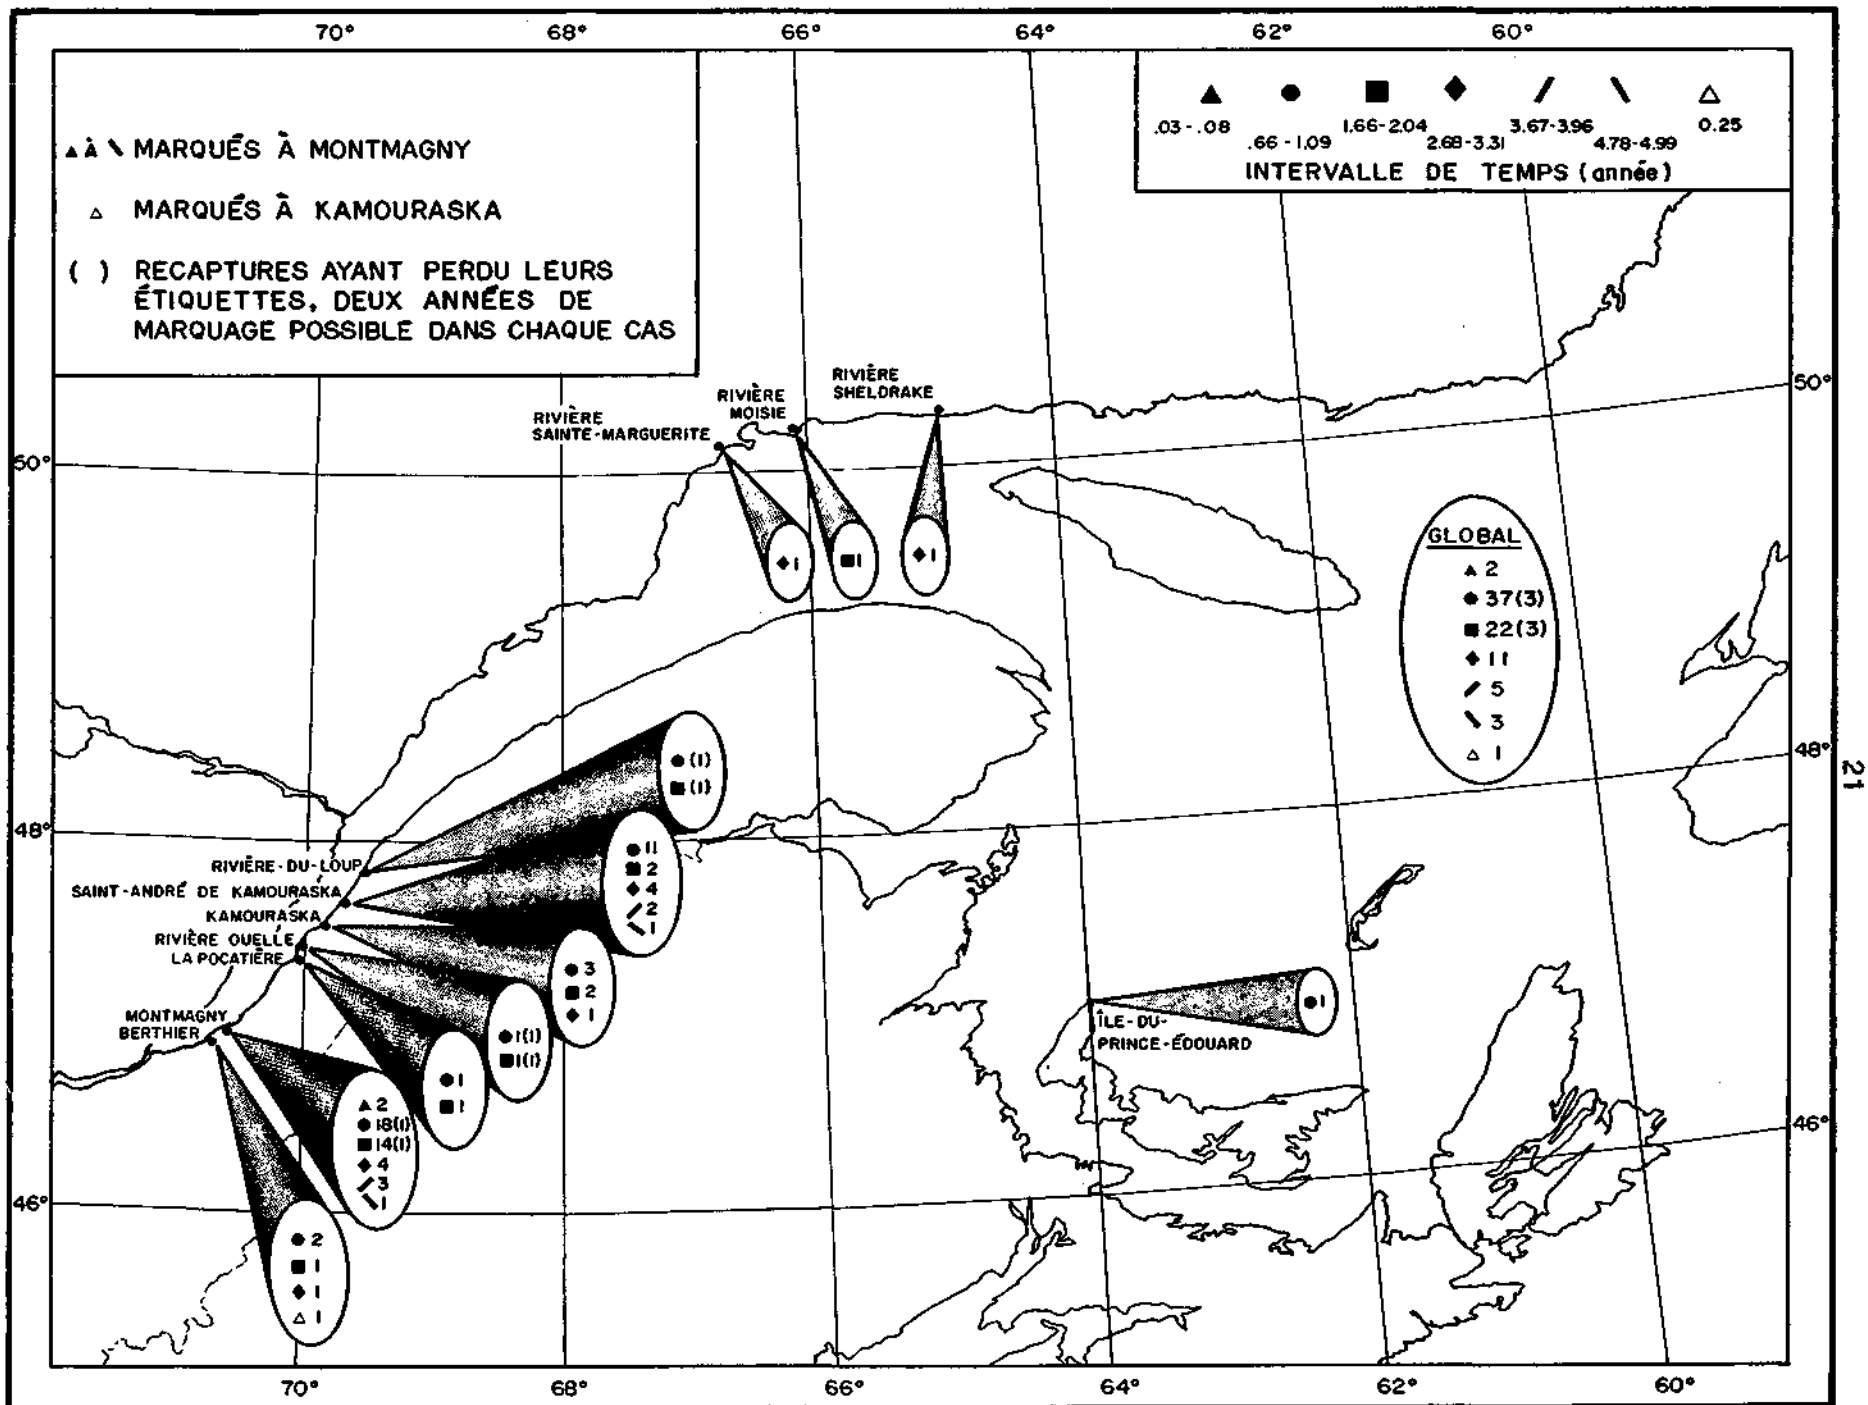 70° 68° 66° 64° 62° 60°
▲ À \ MARQUÉS À MONTMAGNY
△ MARQUÉS À KAMOURASKA
( ) RECAPTURES AYANT PERDU LEURS
ÉTIQUETTES, DEUX ANNÉES DE
MARQUAGE POSSIBLE DANS CHAQUE CAS
▲ ● ■ ◆ / \ △
.03-.08 1.66-2.04 3.67-3.96 0.25
.66-1.09 2.68-3.31 4.78-4.99
INTERVALLE DE TEMPS (année)
RIVIÈRE
SHELDRAKE
RIVIÈRE
MOISIE
RIVIÈRE
SAINTE-MARGUERITE
50°
50°
◆ 1
■ 1
◆ 1
GLOBAL
▲ 2
● 37(3)
■ 22(3)
◆ 11
/ 5
\ 3
△ 1
48°
48°
21
● (1)
■ (1)
RIVIÈRE-DU-LOUP
● 11
■ 2
◆ 4
/ 2
\ 1
SAINT-ANDRÉ DE KAMOURASKA
KAMOURASKA
● 3
■ 2
◆ 1
RIVIÈRE OUELLE
● 1(1)
■ 1(1)
LA POCATIÈRE
● 1
■ 1
MONTMAGNY
▲ 2
● 18(1)
■ 14(1)
◆ 4
/ 3
\ 1
BERTHIER
● 2
■ 1
◆ 1
△ 1
● 1
ÎLE-DU-
PRINCE-ÉDOUARD
46°
46°
70° 68° 66° 64° 62° 60°